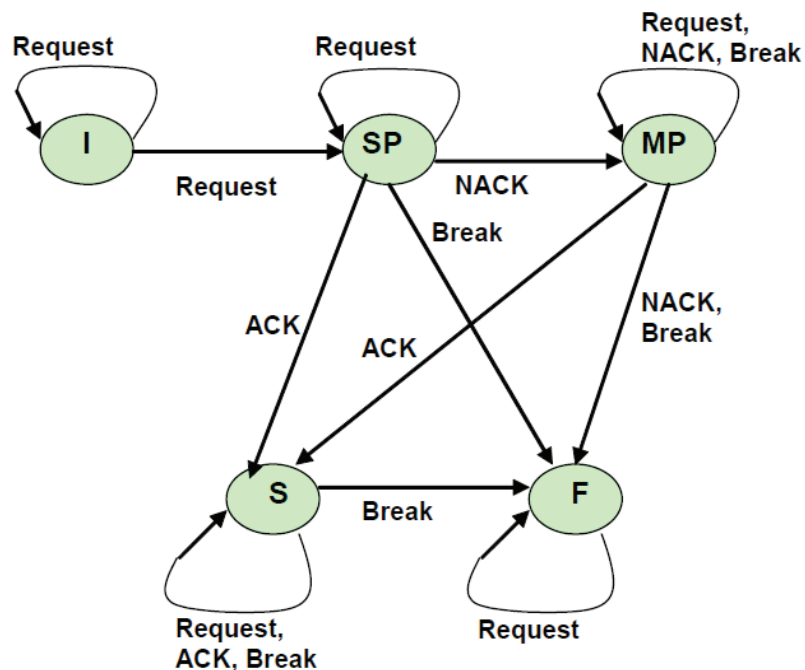 Request
Request
Request,
NACK, Break
I
SP
MP
Request
NACK
Break
ACK
ACK
NACK,
Break
S
F
Break
Request,
ACK, Break
Request